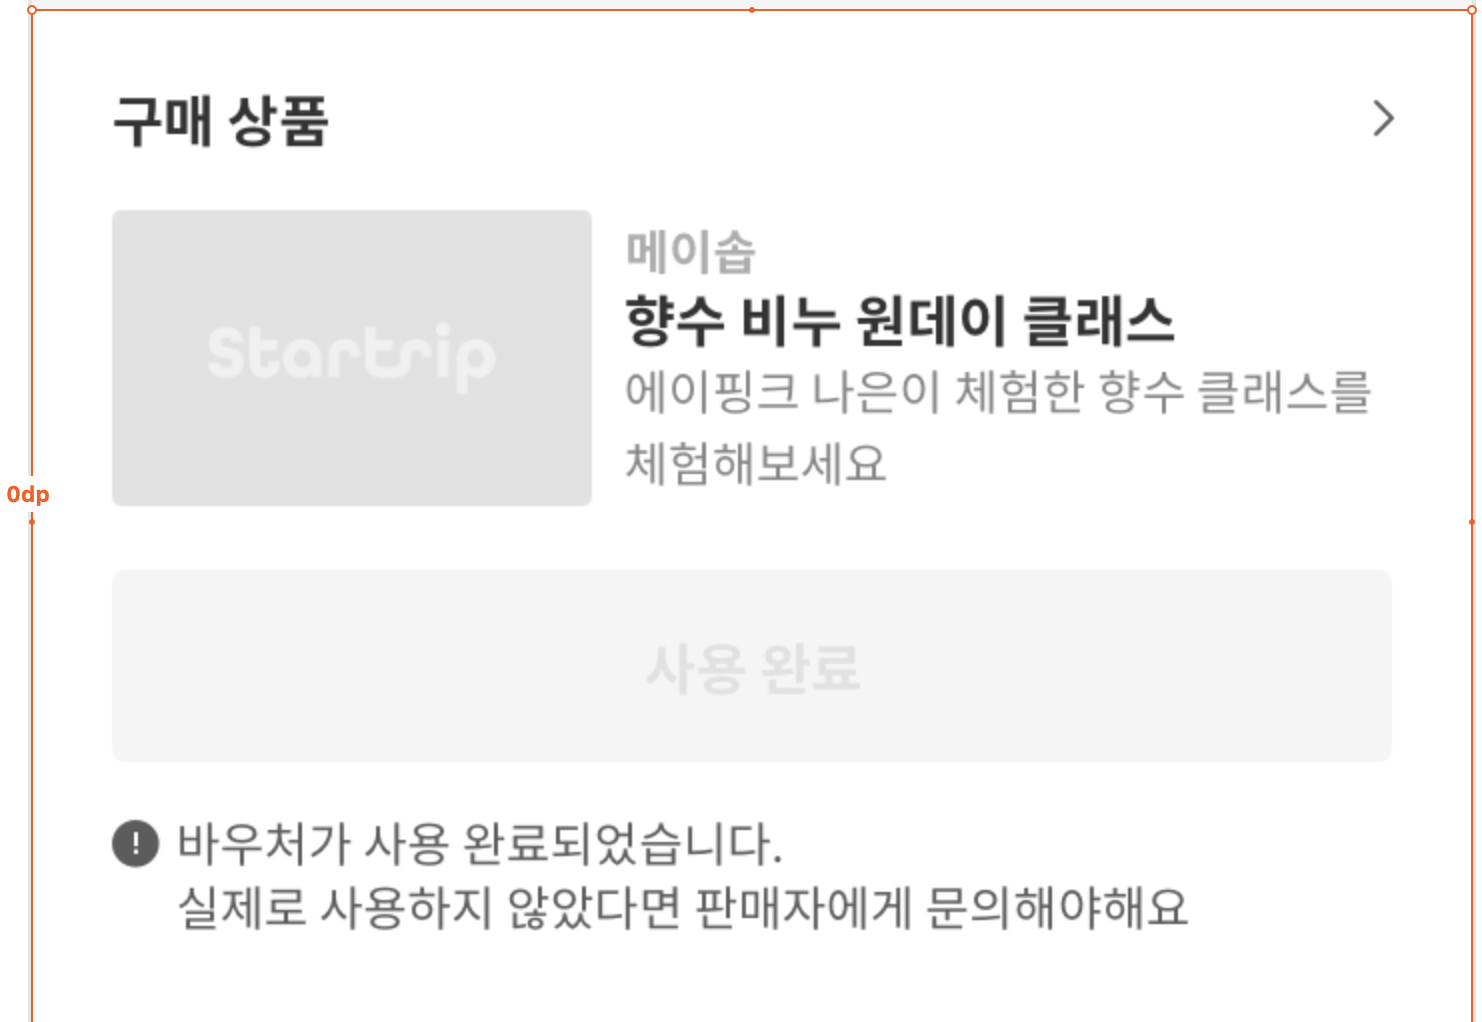 구매 상품
Startrip
메이솝
향수 비누 원데이 클래스
에이핑크 나은이 체험한 향수 클래스를
체험해보세요
0dp
사용 완료
바우처가 사용 완료되었습니다.
실제로 사용하지 않았다면 판매자에게 문의해야해요